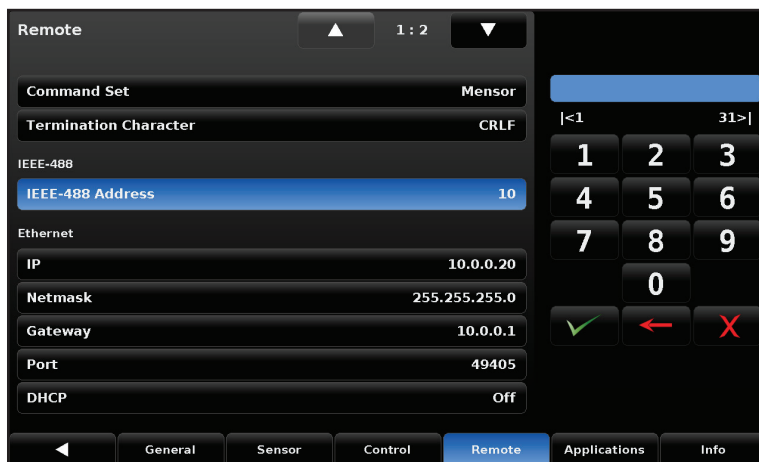 Remote ▲ 1 : 2 ▼
Command Set Mensor
Termination Character CRLF
IEEE-488
IEEE-488 Address 10
Ethernet
IP 10.0.0.20
Netmask 255.255.255.0
Gateway 10.0.0.1
Port 49405
DHCP Off
|<1 31>|
1 2 3
4 5 6
7 8 9
0
◀ General Sensor Control Remote Applications Info